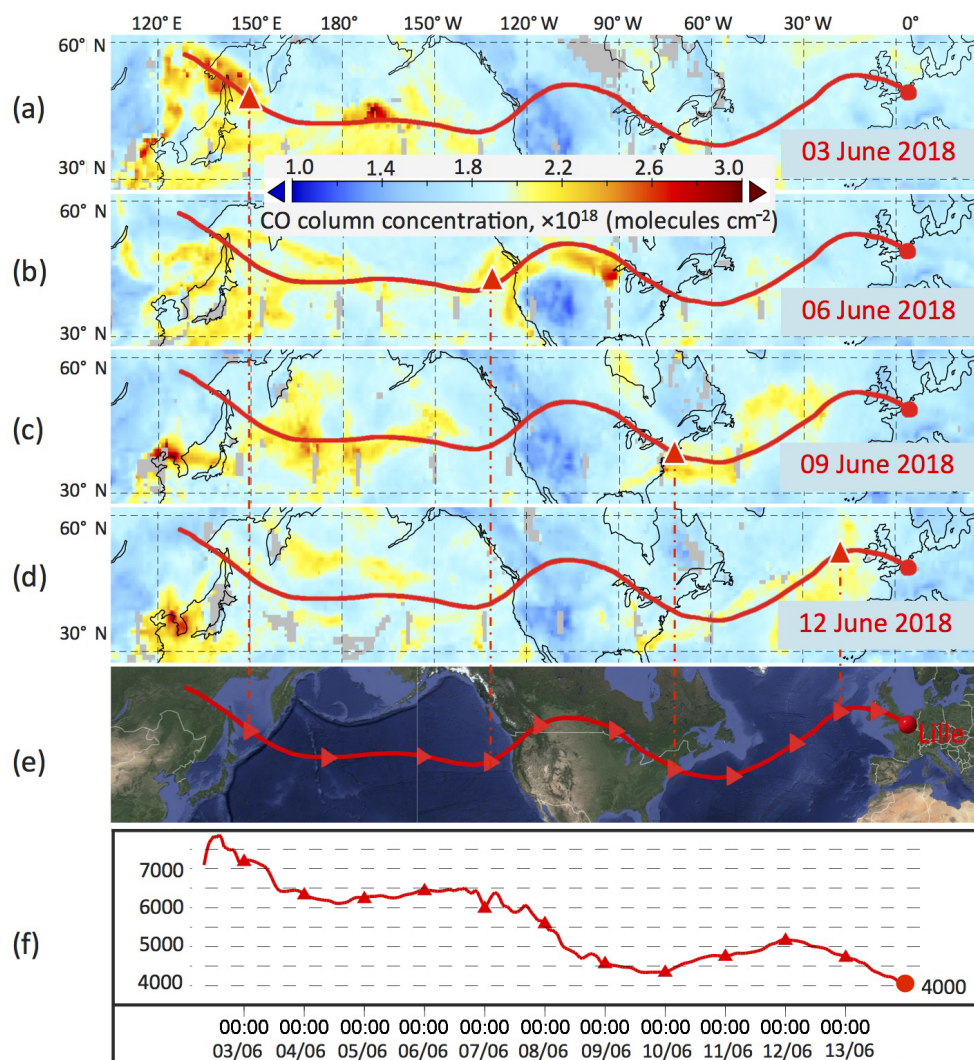 120° E 150° E 180° 150° W 120° W 90° W 60° W 30° W 0°
60° N
(a)
30° N
03 June 2018
1.0 1.4 1.8 2.2 2.6 3.0
CO column concentration, ×10¹⁸ (molecules cm⁻²)
60° N
(b)
30° N
06 June 2018
60° N
(c)
30° N
09 June 2018
60° N
(d)
30° N
12 June 2018
(e)
Lille
7000
6000
(f)
5000
4000
4000
00:00 00:00 00:00 00:00 00:00 00:00 00:00 00:00 00:00 00:00 00:00
03/06 04/06 05/06 06/06 07/06 08/06 09/06 10/06 11/06 12/06 13/06